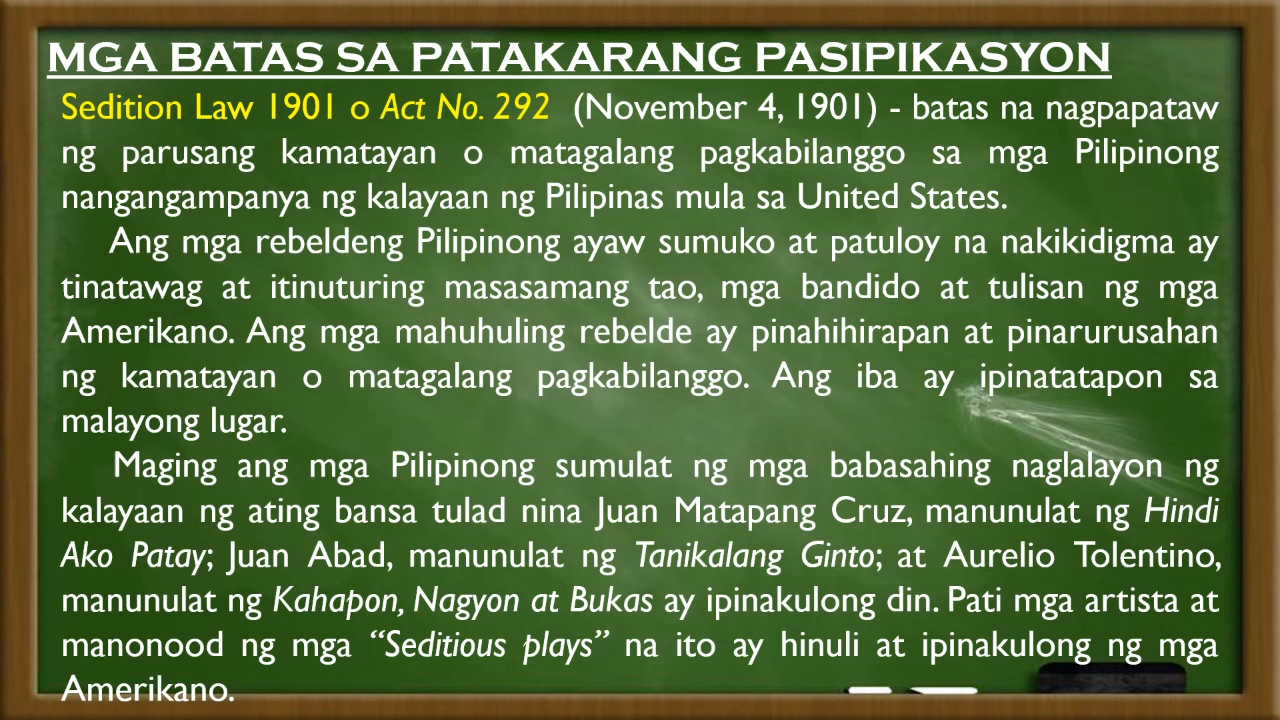 MGA BATAS SA PATAKARANG PASIPIKASYON
Sedition Law 1901 o Act No. 292 (November 4, 1901) - batas na nagpapataw
ng parusang kamatayan o matagalang pagkabilanggo sa mga Pilipinong
nangangampanya ng kalayaan ng Pilipinas mula sa United States.
Ang mga rebeldeng Pilipinong ayaw sumuko at patuloy na nakikidigma ay
tinatawag at itinuturing masasamang tao, mga bandido at tulisan ng mga
Amerikano. Ang mga mahuhuling rebelde ay pinahihirapan at pinarurusahan
ng kamatayan o matagalang pagkabilanggo. Ang iba ay ipinatatapon sa
malayong lugar.
Maging ang mga Pilipinong sumulat ng mga babasahing naglalayon ng
kalayaan ng ating bansa tulad nina Juan Matapang Cruz, manunulat ng Hindi
Ako Patay; Juan Abad, manunulat ng Tanikalang Ginto; at Aurelio Tolentino,
manunulat ng Kahapon, Nagyon at Bukas ay ipinakulong din. Pati mga artista at
manonood ng mga “Seditious plays” na ito ay hinuli at ipinakulong ng mga
Amerikano.